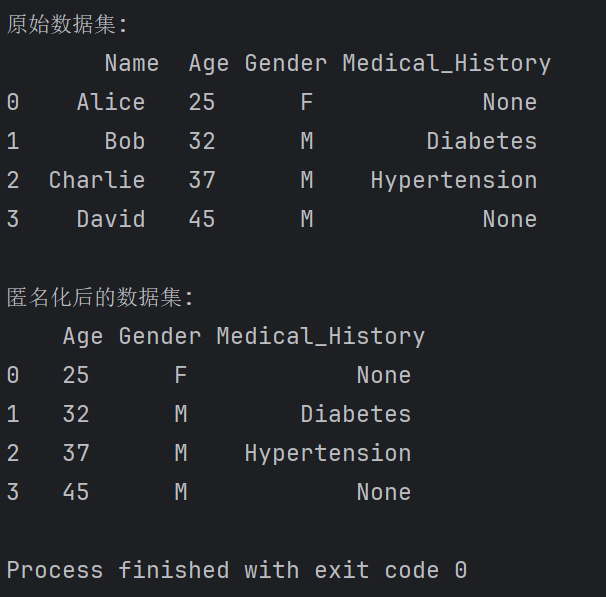 原始数据集:
Name Age Gender Medical_History
0 Alice 25 F None
1 Bob 32 M Diabetes
2 Charlie 37 M Hypertension
3 David 45 M None
匿名化后的数据集:
Age Gender Medical_History
0 25 F None
1 32 M Diabetes
2 37 M Hypertension
3 45 M None
Process finished with exit code 0